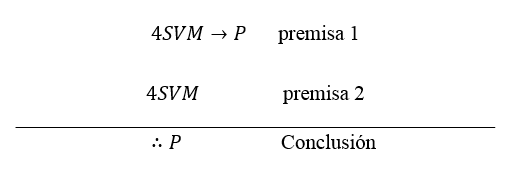 4SVM → P premisa 1
4SVM premisa 2
∴ P Conclusión